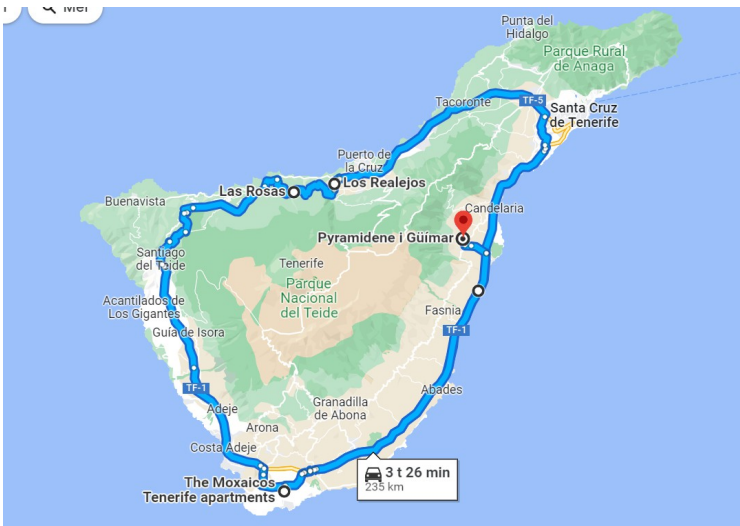 Mer
Punta del
Hidalgo
Parque Rural
de Anaga
Tacoronte
TF-5
Santa Cruz
de Tenerife
Puerto de
la Cruz
Los Realejos
Las Rosas
Buenavista
Candelaria
Pyramidene i Güímar
Santiago
del Teide
Tenerife
Parque
Nacional
del Teide
Acantilados de
Los Gigantes
Fasnia
Guía de Isora
TF-1
TF-1
Abades
Adeje
Granadilla
de Abona
Arona
Costa Adeje
3 t 26 min
235 km
The Moxaicos
Tenerife apartments